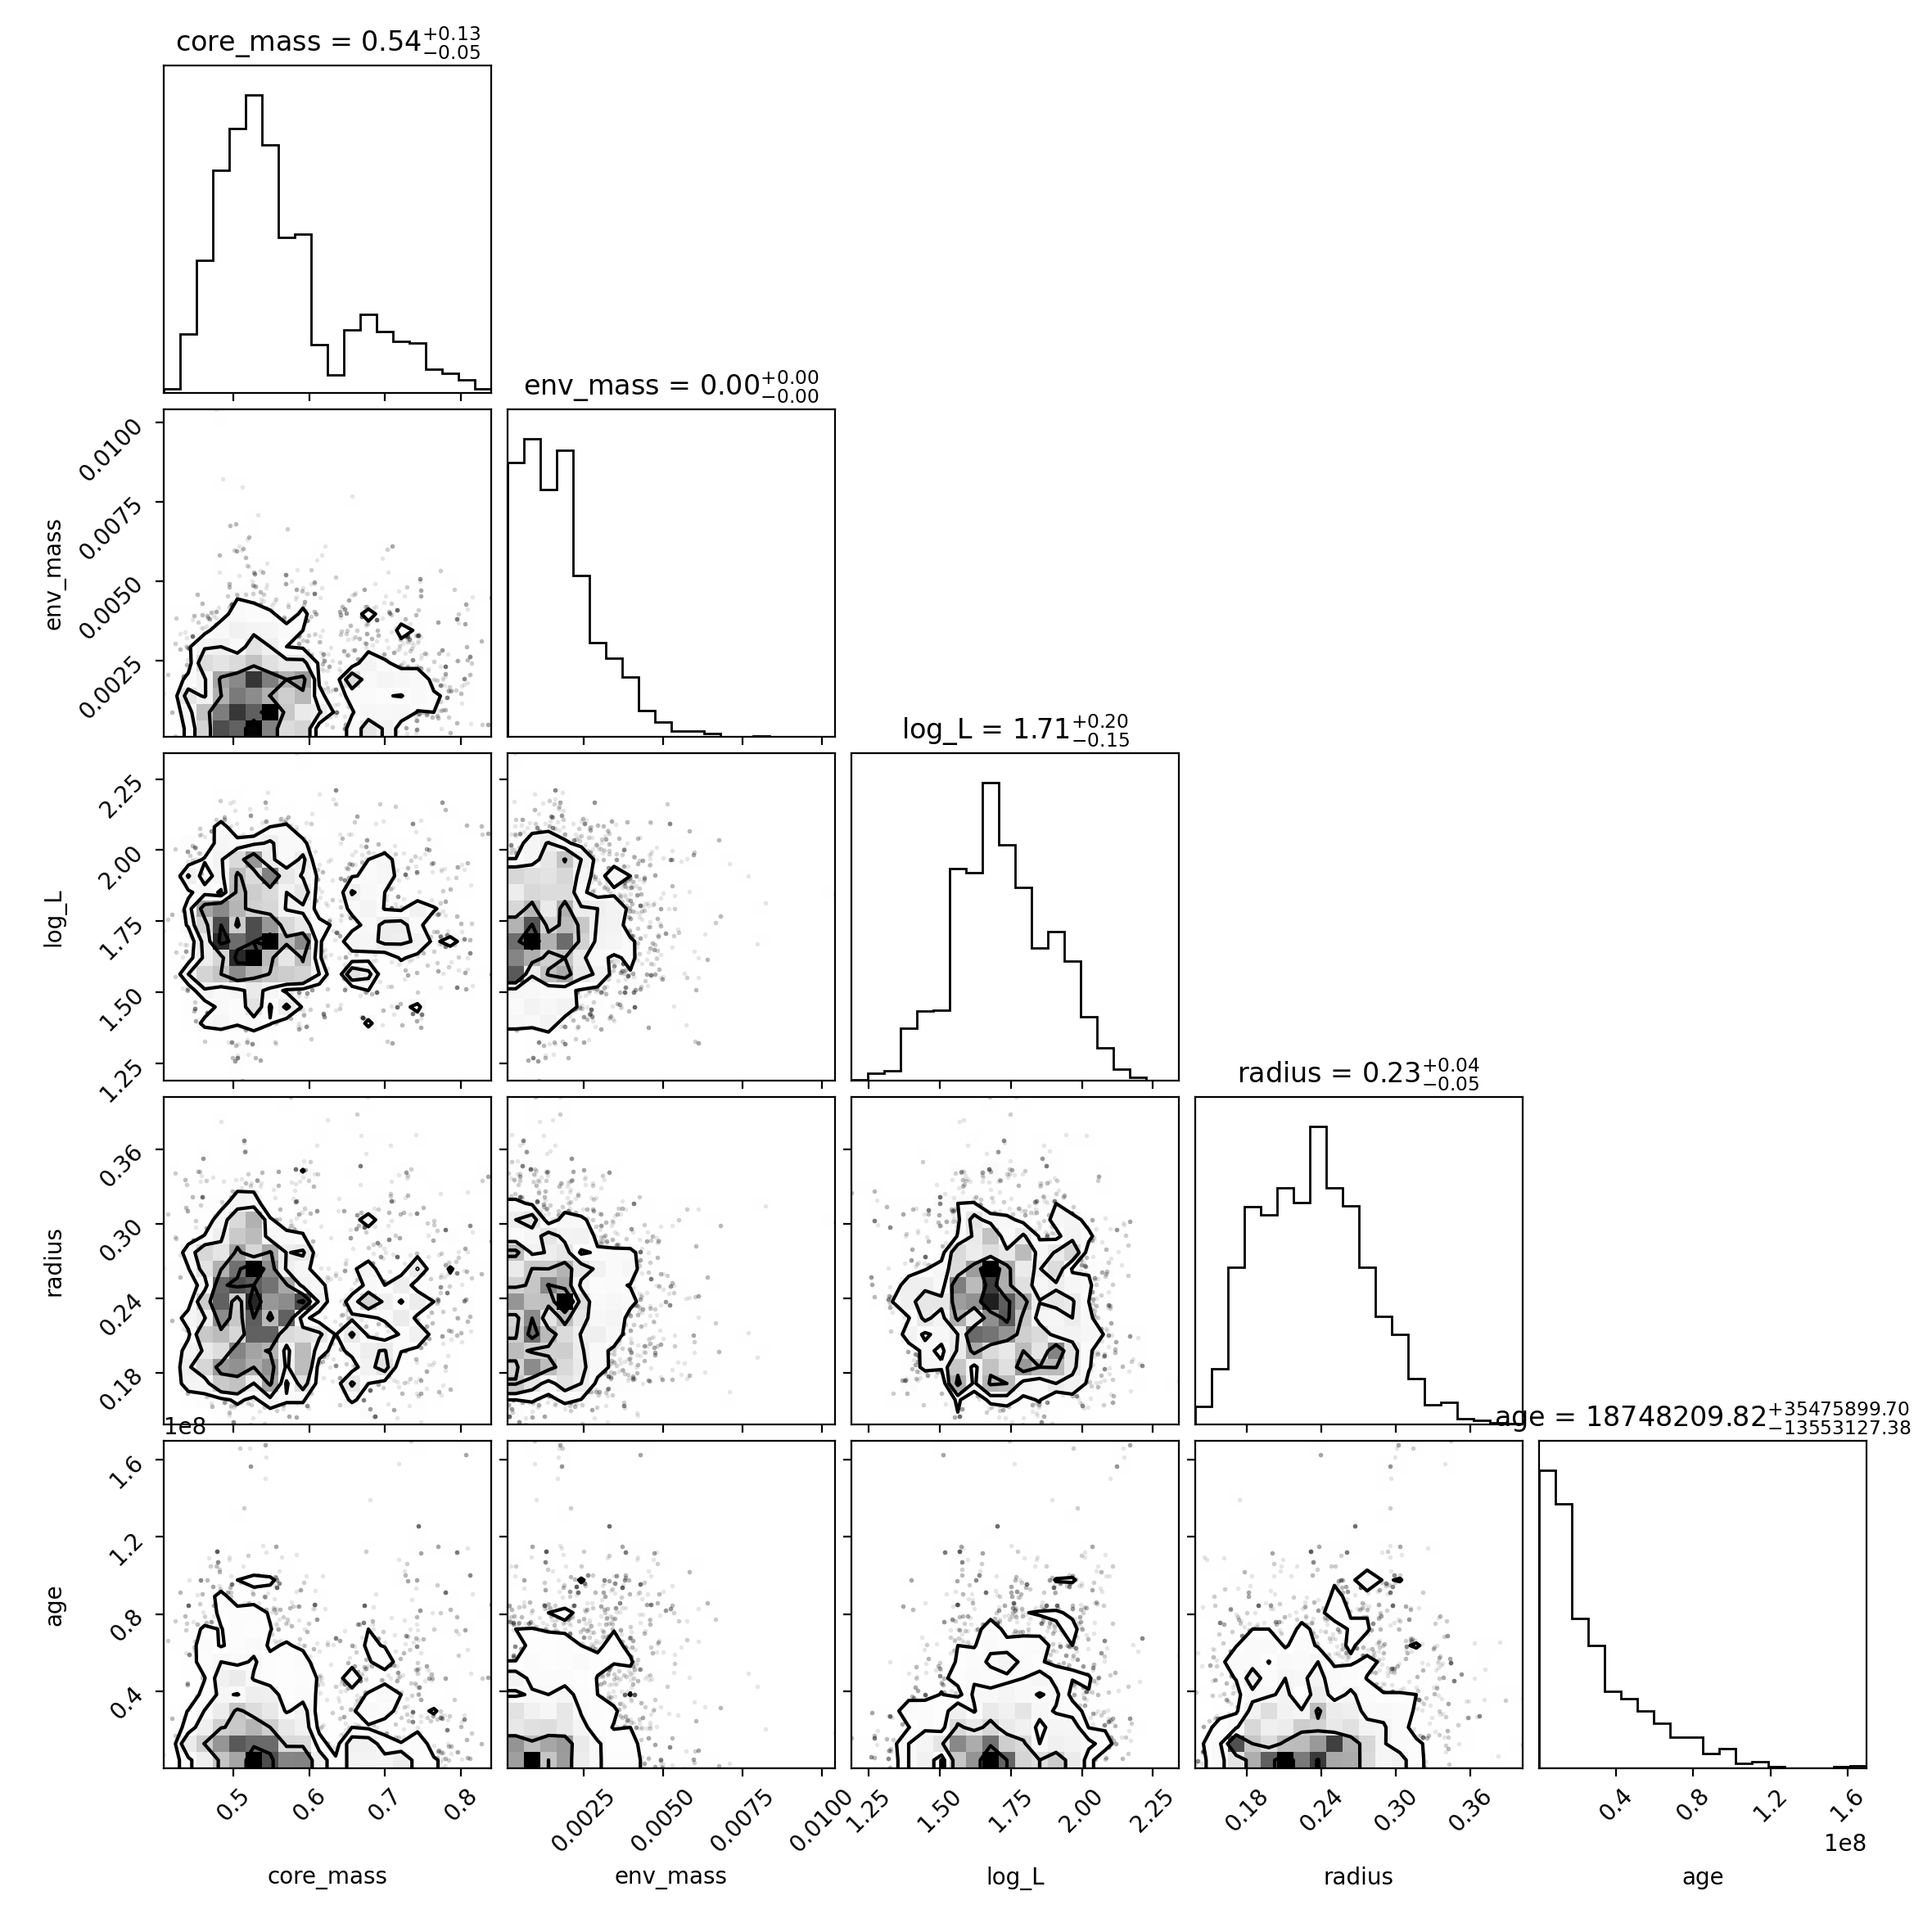 core_mass = 0.54+0.13−0.05
env_mass = 0.00+0.00−0.00
0.0100
0.0075
0.0050
0.0025
env_mass
log_L = 1.71+0.20−0.15
2.25
2.00
1.75
1.50
1.25
log_L
radius = 0.23+0.04−0.05
0.36
0.30
0.24
0.18
radius
1e8
age = 18748209.82+35475899.70−13553127.38
1.6
1.2
0.8
0.4
age
0.5 0.6 0.7 0.8
0.0025 0.0050 0.0075 0.0100
1.25 1.50 1.75 2.00 2.25
0.18 0.24 0.30 0.36
0.4 0.8 1.2 1.6
1e8
core_mass env_mass log_L radius age